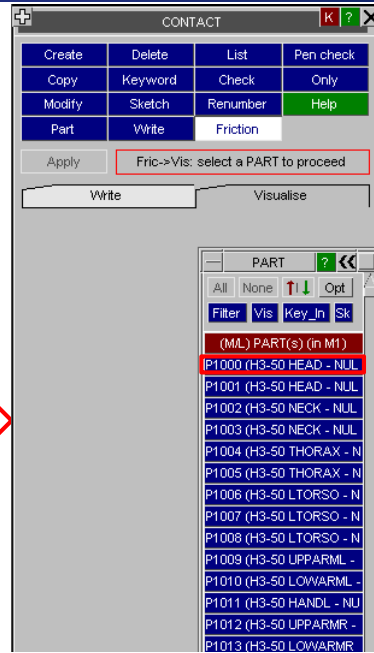 CONTACT K ? X
Create Delete List Pen check
Copy Keyword Check Only
Modify Sketch Renumber Help
Part Write Friction
Apply Fric->Vis: select a PART to proceed
Write Visualise
PART ?
All None Opt
Filter Vis Key_In Sk
(M/L) PART(s) (in M1)
P1000 (H3-50 HEAD - NUL
P1001 (H3-50 HEAD - NUL
P1002 (H3-50 NECK - NUL
P1003 (H3-50 NECK - NUL
P1004 (H3-50 THORAX - N
P1005 (H3-50 THORAX - N
P1006 (H3-50 LTORSO - N
P1007 (H3-50 LTORSO - N
P1008 (H3-50 LTORSO - N
P1009 (H3-50 UPPARML -
P1010 (H3-50 LOWARML -
P1011 (H3-50 HANDL - NU
P1012 (H3-50 UPPARMR -
P1013 (H3-50 LOWARMR